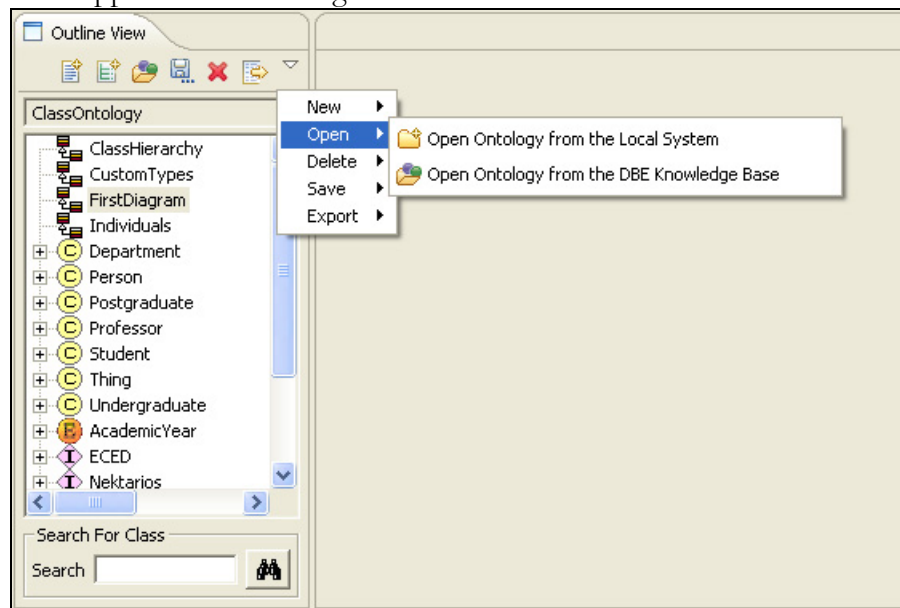 Outline View
ClassOntology
ClassHierarchy
CustomTypes
FirstDiagram
Individuals
C Department
C Person
C Postgraduate
C Professor
C Student
C Thing
C Undergraduate
E AcademicYear
I ECED
I Nektarios
Search For Class
Search
New
Open
Delete
Save
Export
Open Ontology from the Local System
Open Ontology from the DBE Knowledge Base